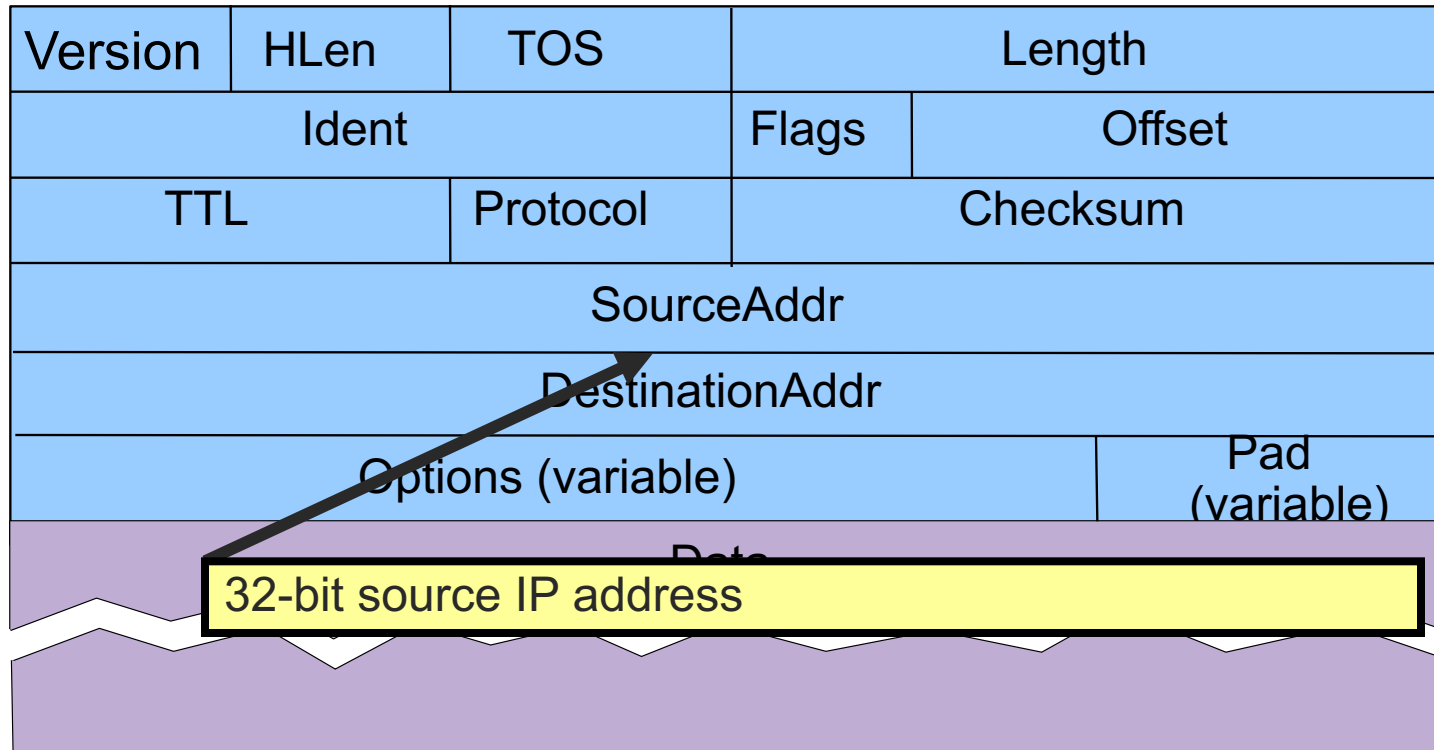 Version HLen TOS Length
Ident Flags Offset
TTL Protocol Checksum
SourceAddr
DestinationAddr
Options (variable) Pad
(variable)
Data
32-bit source IP address